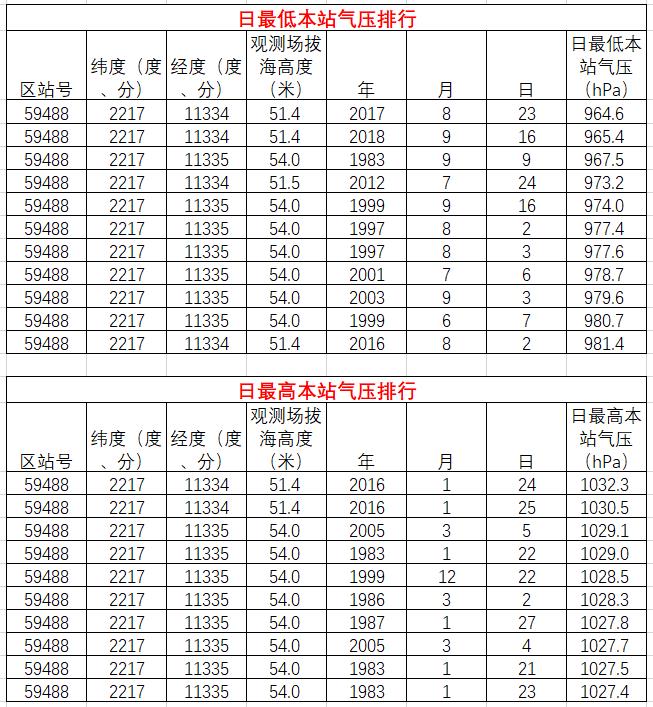 日最低本站气压排行
区站号 纬度（度、分） 经度（度、分） 观测场拔海高度（米） 年 月 日 日最低本站气压（hPa）
59488 2217 11334 51.4 2017 8 23 964.6
59488 2217 11334 51.4 2018 9 16 965.4
59488 2217 11335 54.0 1983 9 9 967.5
59488 2217 11334 51.5 2012 7 24 973.2
59488 2217 11335 54.0 1999 9 16 974.0
59488 2217 11335 54.0 1997 8 2 977.4
59488 2217 11335 54.0 1997 8 3 977.6
59488 2217 11335 54.0 2001 7 6 978.7
59488 2217 11335 54.0 2003 9 3 979.6
59488 2217 11335 54.0 1999 6 7 980.7
59488 2217 11334 51.4 2016 8 2 981.4
日最高本站气压排行
区站号 纬度（度、分） 经度（度、分） 观测场拔海高度（米） 年 月 日 日最高本站气压（hPa）
59488 2217 11334 51.4 2016 1 24 1032.3
59488 2217 11334 51.4 2016 1 25 1030.5
59488 2217 11335 54.0 2005 3 5 1029.1
59488 2217 11335 54.0 1983 1 22 1029.0
59488 2217 11335 54.0 1999 12 22 1028.5
59488 2217 11335 54.0 1986 3 2 1028.3
59488 2217 11335 54.0 1987 1 27 1027.8
59488 2217 11335 54.0 2005 3 4 1027.7
59488 2217 11335 54.0 1983 1 21 1027.5
59488 2217 11335 54.0 1983 1 23 1027.4